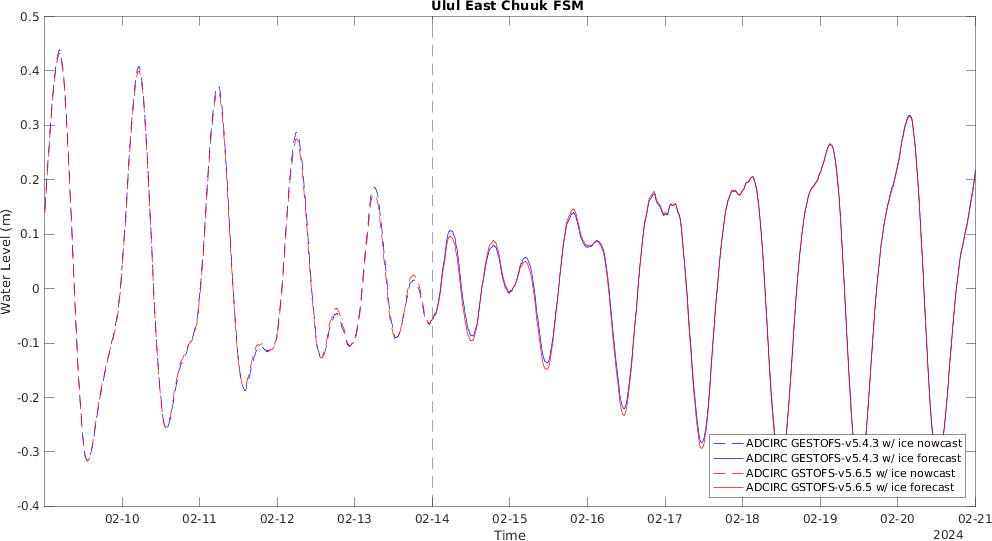 Ulul East Chuuk FSM
0.5
0.4
0.3
0.2
0.1
0
-0.1
-0.2
-0.3
-0.4
Water Level (m)
ADCIRC GESTOFS-v5.4.3 w/ ice nowcast
ADCIRC GESTOFS-v5.4.3 w/ ice forecast
ADCIRC GSTOFS-v5.6.5 w/ ice nowcast
ADCIRC GSTOFS-v5.6.5 w/ ice forecast
02-10 02-11 02-12 02-13 02-14 02-15 02-16 02-17 02-18 02-19 02-20 02-21
Time
2024